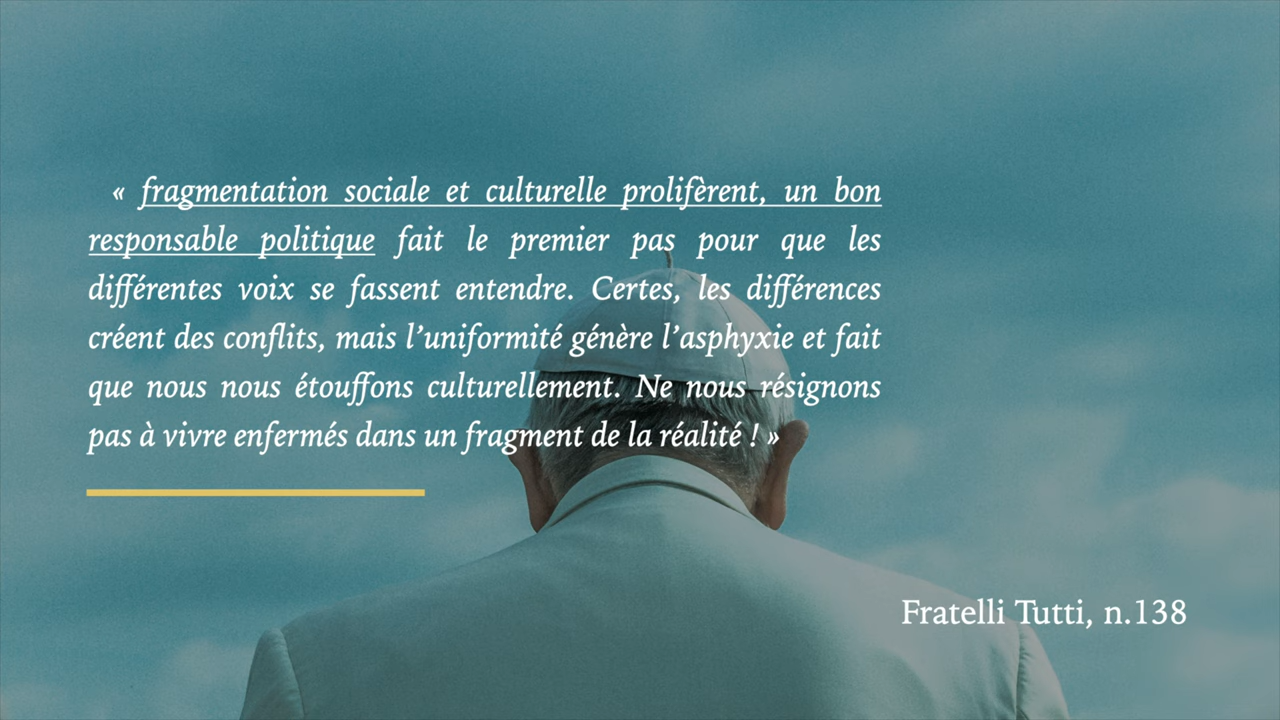 « fragmentation sociale et culturelle prolifèrent, un bon
responsable politique fait le premier pas pour que les
différentes voix se fassent entendre. Certes, les différences
créent des conflits, mais l’uniformité génère l’asphyxie et fait
que nous nous étouffons culturellement. Ne nous résignons
pas à vivre enfermés dans un fragment de la réalité ! »
Fratelli Tutti, n.138